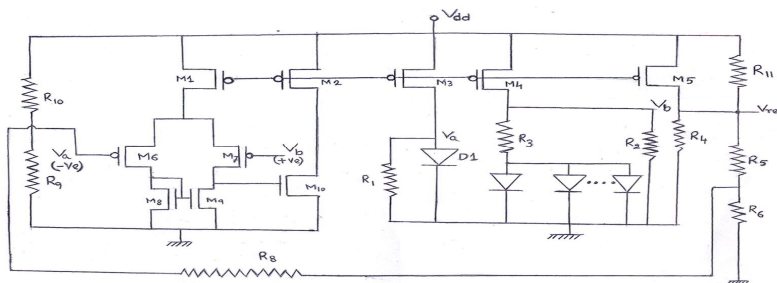 Vdd
M1
M2
M3
M4
M5
R11
R10
Va
(-Ve)
M6
M7
Vb
(+Ve)
Va
D1
R3
Vb
R2
R4
Vre
R9
M8
M9
M10
R1
R5
R6
R8